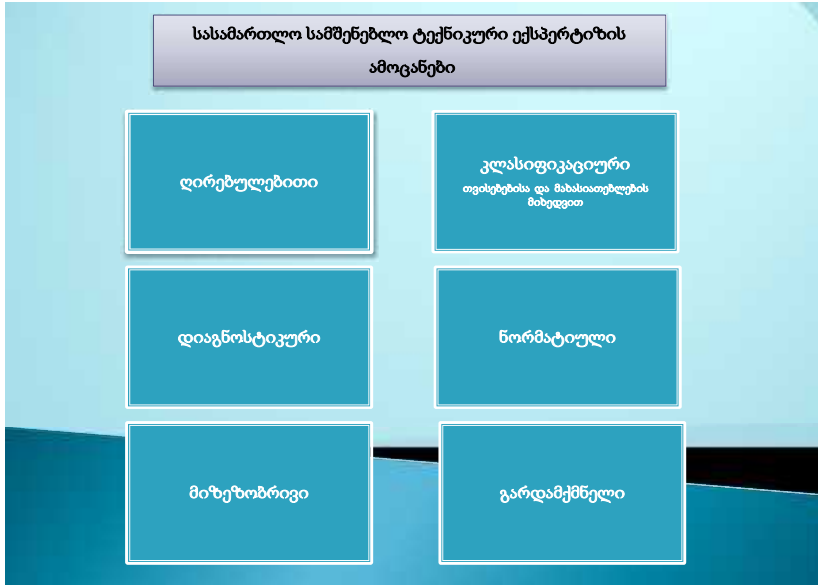 სასამართლო სამშენებლო ტექნიკური ექსპერტიზის
ამოცანები
ღირებულებითი
კლასიფიკაციური
თვისებებისა და მახასიათებლების
მიხედვით
დიაგნოსტიკური
ნორმატიული
მიზეზობრივი
გარდამქმნელი